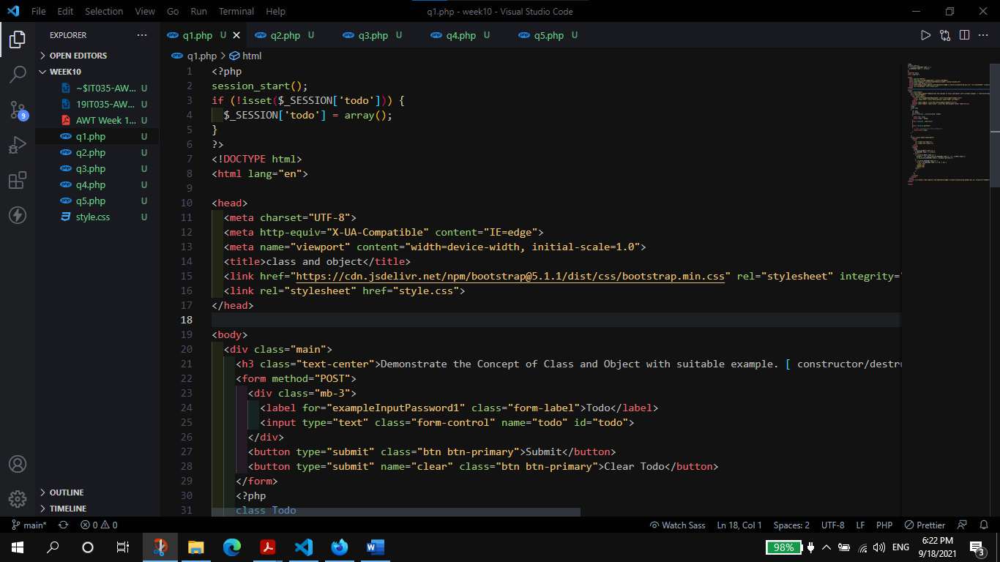 File Edit Selection View Go Run Terminal Help
q1.php - week10 - Visual Studio Code
EXPLORER
OPEN EDITORS
WEEK10
~$IT035-AW... U
19IT035-AW... U
AWT Week 1... U
q1.php U
q2.php U
q3.php U
q4.php U
q5.php U
style.css U
OUTLINE
TIMELINE
9
php q1.php U php q2.php U php q3.php U php q4.php U php q5.php U
php q1.php > html
1 <?php
2 session_start();
3 if (!isset($_SESSION['todo'])) {
4 $_SESSION['todo'] = array();
5 }
6 ?>
7 <!DOCTYPE html>
8 <html lang="en">
9
10 <head>
11 <meta charset="UTF-8">
12 <meta http-equiv="X-UA-Compatible" content="IE=edge">
13 <meta name="viewport" content="width=device-width, initial-scale=1.0">
14 <title>class and object</title>
15 <link href="https://cdn.jsdelivr.net/npm/bootstrap@5.1.1/dist/css/bootstrap.min.css" rel="stylesheet" integrity="
16 <link rel="stylesheet" href="style.css">
17 </head>
18
19 <body>
20 <div class="main">
21 <h3 class="text-center">Demonstrate the Concept of Class and Object with suitable example. [ constructor/destru
22 <form method="POST">
23 <div class="mb-3">
24 <label for="exampleInputPassword1" class="form-label">Todo</label>
25 <input type="text" class="form-control" name="todo" id="todo">
26 </div>
27 <button type="submit" class="btn btn-primary">Submit</button>
28 <button type="submit" name="clear" class="btn btn-primary">Clear Todo</button>
29 </form>
30 <?php
31 class Todo
main* 0 0 Watch Sass Ln 18, Col 1 Spaces: 2 UTF-8 LF PHP Prettier
98% ENG 6:22 PM
9/18/2021 3